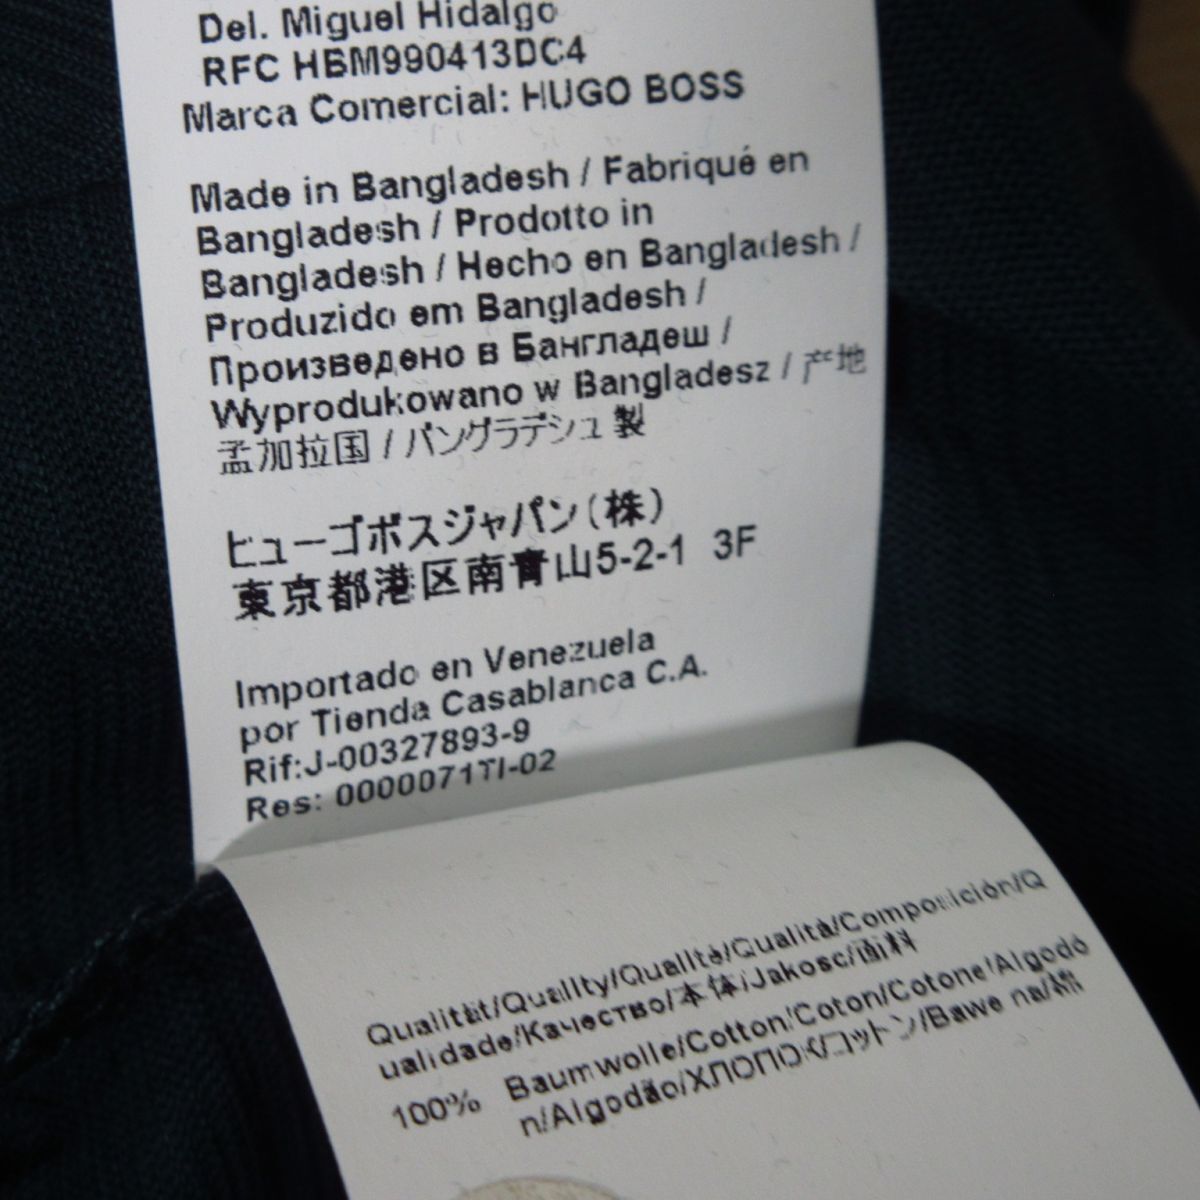 Del. Miguel Hidalgo
RFC HBM990413DC4
Marca Comercial: HUGO BOSS
Made in Bangladesh / Fabriqué en
Bangladesh / Prodotto in
Bangladesh / Hecho en Bangladesh /
Produzido em Bangladesh /
Произведено в Бангладеш /
Wyprodukowano w Bangladesz / 产地
孟加拉国 / バングラデシュ 製
ヒューゴボスジャパン(株)
東京都港区南青山5-2-1 3F
Importado en Venezuela
por Tienda Casablanca C.A.
Rif:J-00327893-9
Res: 0000071TI-02
Qualität/Quality/Qualité/Qualità/Composición/Q
ualidade/Качество/本体/Jakosc/面料
100% Baumwolle/Cotton/Coton/Cotone/Algodó
n/Algodão/ХЛОПОК/コットン/Bawe na/棉